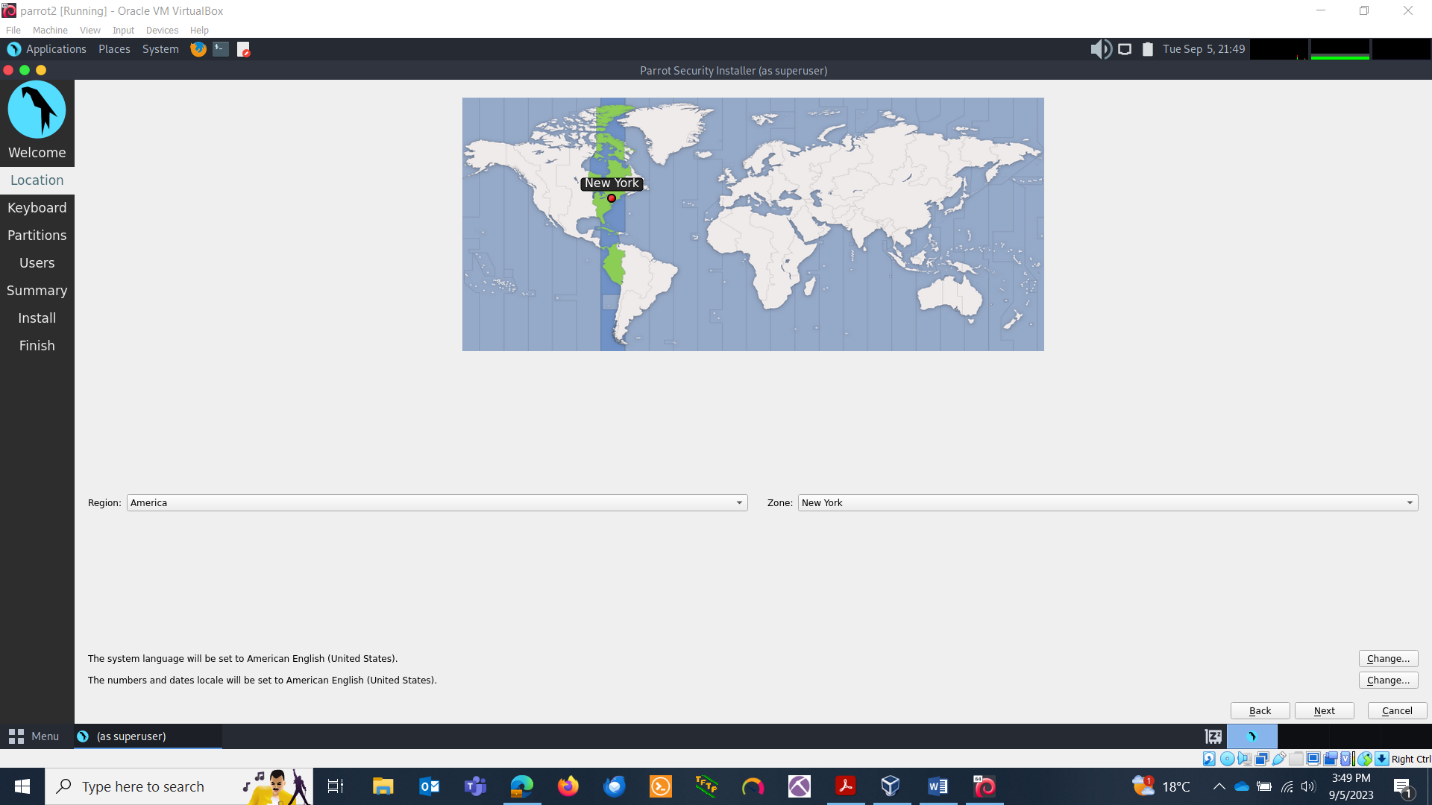 parrot2 [Running] - Oracle VM VirtualBox
File Machine View Input Devices Help
Applications Places System Tue Sep 5, 21:49
Parrot Security Installer (as superuser)
Welcome
Location
Keyboard
Partitions
Users
Summary
Install
Finish
New York
Region: America Zone: New York
The system language will be set to American English (United States). Change...
The numbers and dates locale will be set to American English (United States). Change...
Back Next Cancel
Menu (as superuser)
Right Ctrl
Type here to search
1
18°C
3:49 PM
9/5/2023
1